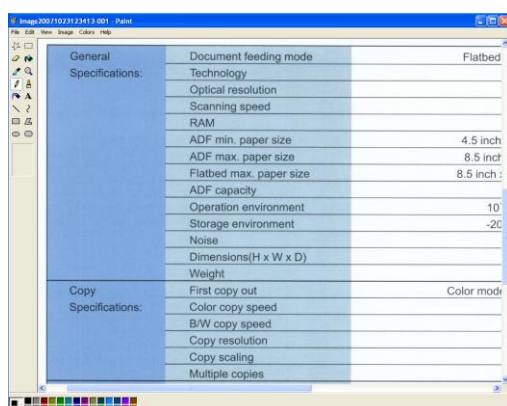 Image20071023123413-001 - Paint
File Edit View Image Colors Help
General Document feeding mode Flatbed
Specifications: Technology
Optical resolution
Scanning speed
RAM
ADF min. paper size 4.5 inch
ADF max. paper size 8.5 inch
Flatbed max. paper size 8.5 inch x
ADF capacity
Operation environment 10
Storage environment -20
Noise
Dimensions(H x W x D)
Weight
Copy First copy out Color mode
Specifications: Color copy speed
B/W copy speed
Copy resolution
Copy scaling
Multiple copies